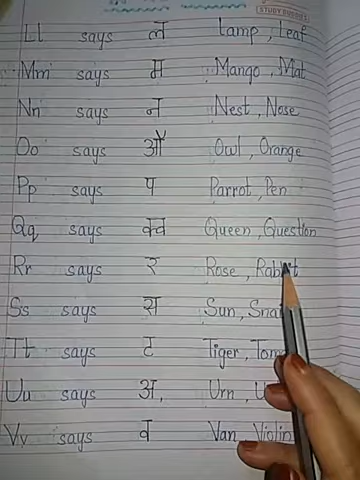 STUDY BUDDIES
Ll says ल Lamp, Leaf
Mm says म Mango, Mat
Nn says न Nest, Nose
Oo says ऑ Owl, Orange
Pp says प Parrot, Pen
Qq says क्व Queen, Question
Rr says र Rose,
Ss says स Sun,
Tt says ट Tiger,
Uu says अ, Urn,
Vv says व Van, Violin